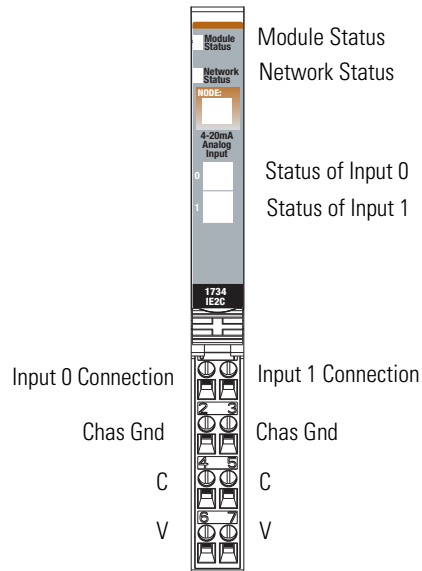 Module
Status
Module Status
Network
Status
Network Status
NODE:
4-20mA
Analog
Input
0
Status of Input 0
1
Status of Input 1
1734
IE2C
Input 0 Connection
Input 1 Connection
2 3
Chas Gnd
Chas Gnd
4 5
C
C
6 7
V
V